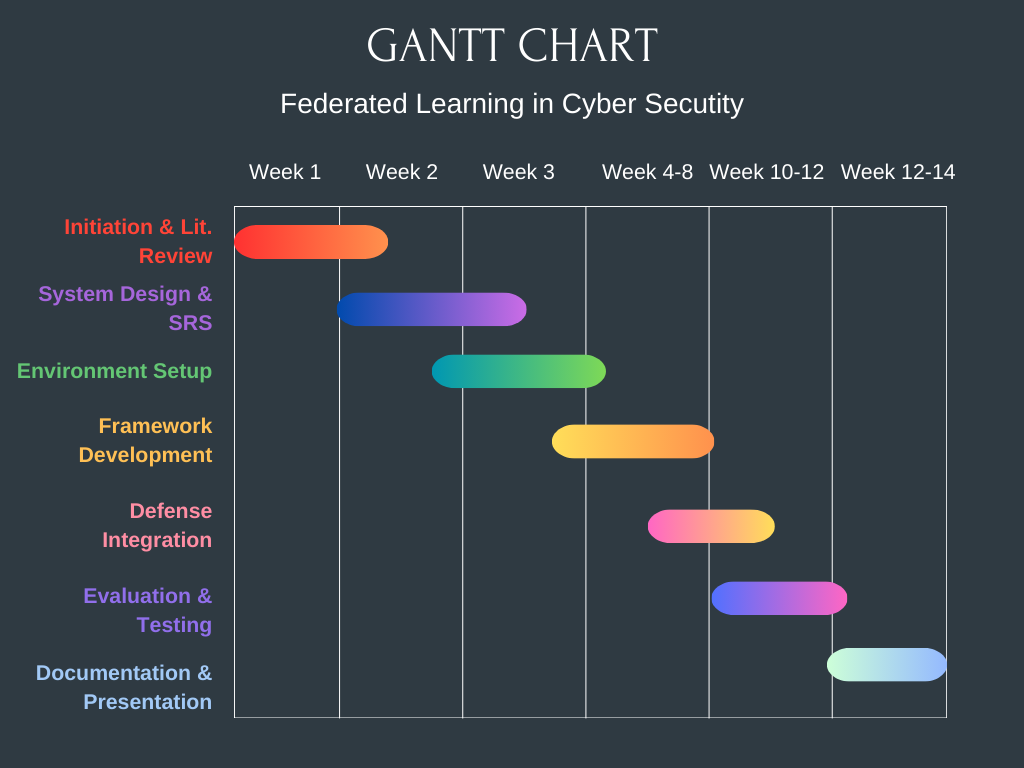 GANTT CHART
Federated Learning in Cyber Secutity
Week 1 Week 2 Week 3 Week 4-8 Week 10-12 Week 12-14
Initiation & Lit.
Review
System Design &
SRS
Environment Setup
Framework
Development
Defense
Integration
Evaluation &
Testing
Documentation &
Presentation